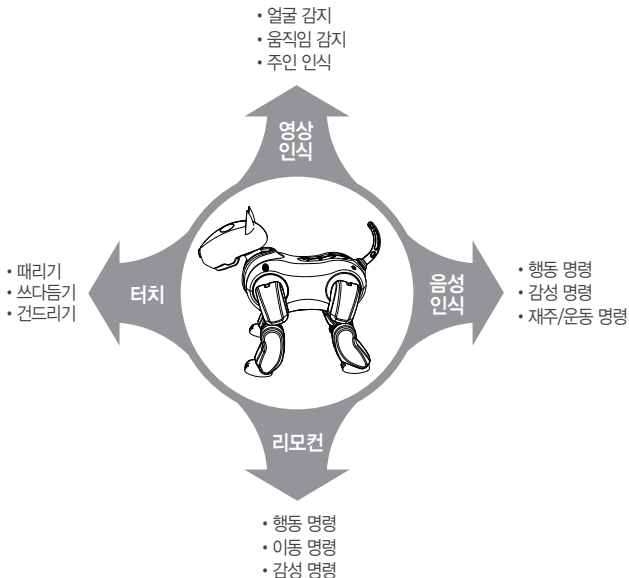 • 얼굴 감지
• 움직임 감지
• 주인 인식
영상
인식
• 때리기
• 쓰다듬기
• 건드리기
터치
음성
인식
• 행동 명령
• 감성 명령
• 재주/운동 명령
리모컨
• 행동 명령
• 이동 명령
• 감성 명령